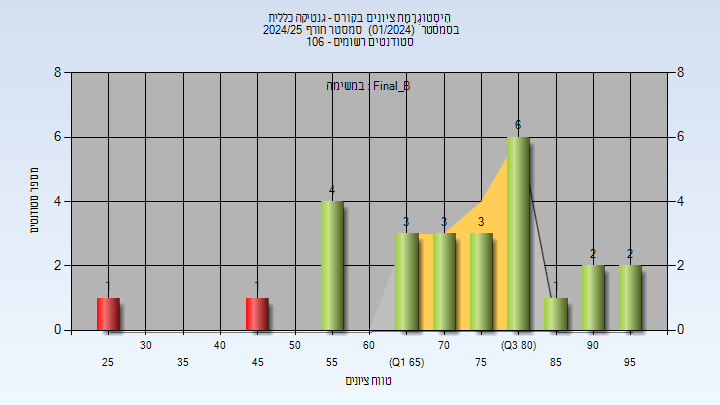 היסטוגרמת ציונים בקורס - גנטיקה כללית
בסמסטר (01/2024) סמסטר חורף 2024/25
סטודנטים רשומים - 106
במשימה : Final_B
מספר סטודנטים
8 8
6 6
4 4
2 2
0 0
1 1 4 3 3 3 6 1 2 2
30 40 50 60 70 (Q3 80) 90
25 35 45 55 (Q1 65) 75 85 95
טווח ציונים